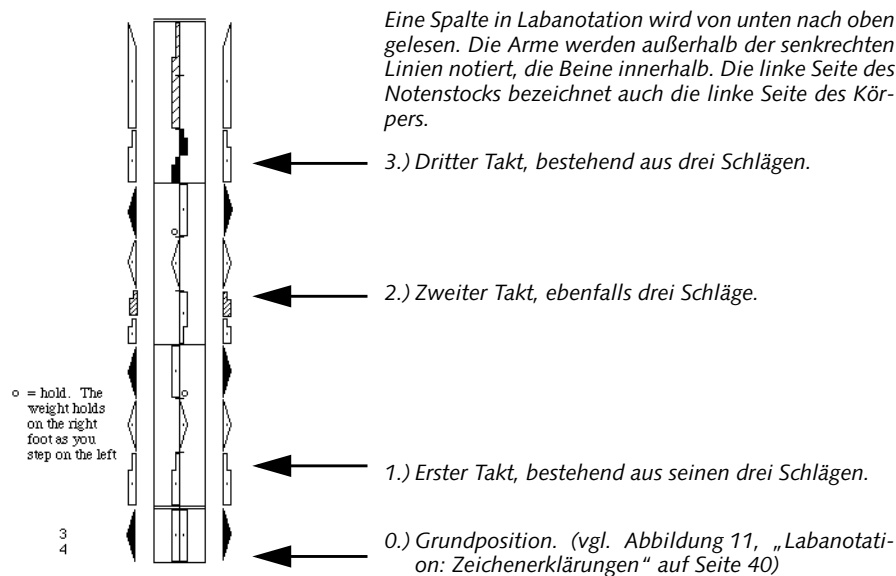 Eine Spalte in Labanotation wird von unten nach oben
gelesen. Die Arme werden außerhalb der senkrechten
Linien notiert, die Beine innerhalb. Die linke Seite des
Notenstocks bezeichnet auch die linke Seite des Kör-
pers.
3.) Dritter Takt, bestehend aus drei Schlägen.
2.) Zweiter Takt, ebenfalls drei Schläge.
o = hold. The
weight holds
on the right
foot as you
step on the left
1.) Erster Takt, bestehend aus seinen drei Schlägen.
3
4
0.) Grundposition. (vgl. Abbildung 11, „Labanotati-
on: Zeichenerklärungen“ auf Seite 40)